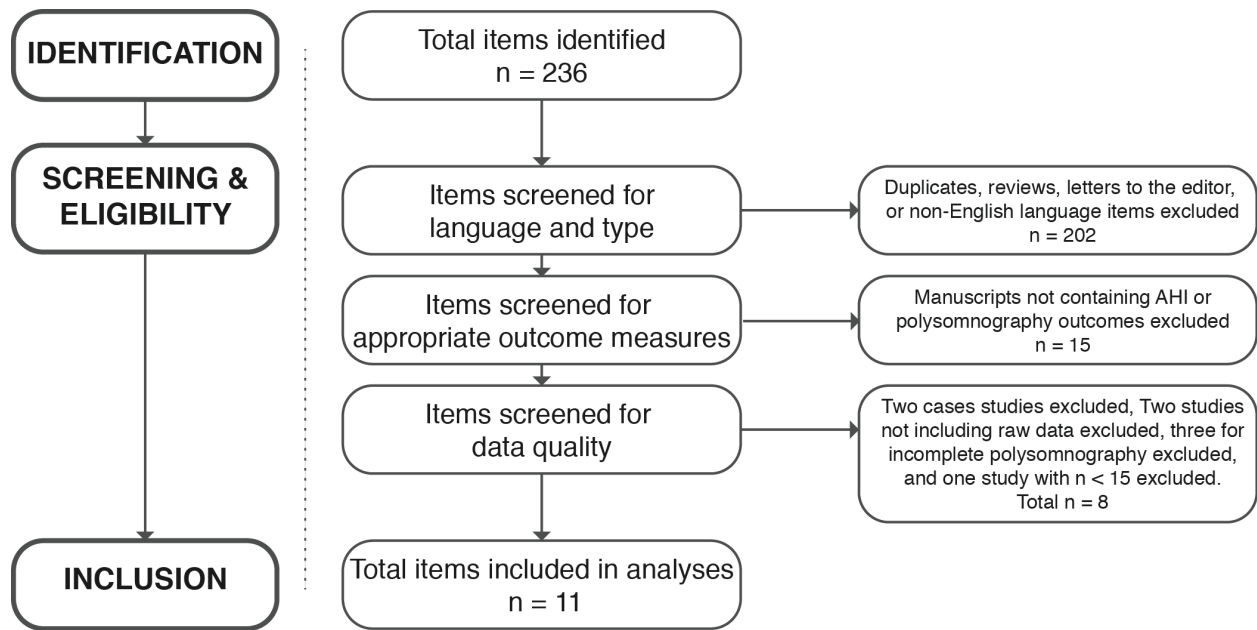 IDENTIFICATION
Total items identified
n = 236
SCREENING &
ELIGIBILITY
Items screened for
language and type
Duplicates, reviews, letters to the editor,
or non-English language items excluded
n = 202
Items screened for
appropriate outcome measures
Manuscripts not containing AHI or
polysomnography outcomes excluded
n = 15
Items screened for
data quality
Two cases studies excluded, Two studies
not including raw data excluded, three for
incomplete polysomnography excluded,
and one study with n < 15 excluded.
Total n = 8
INCLUSION
Total items included in analyses
n = 11